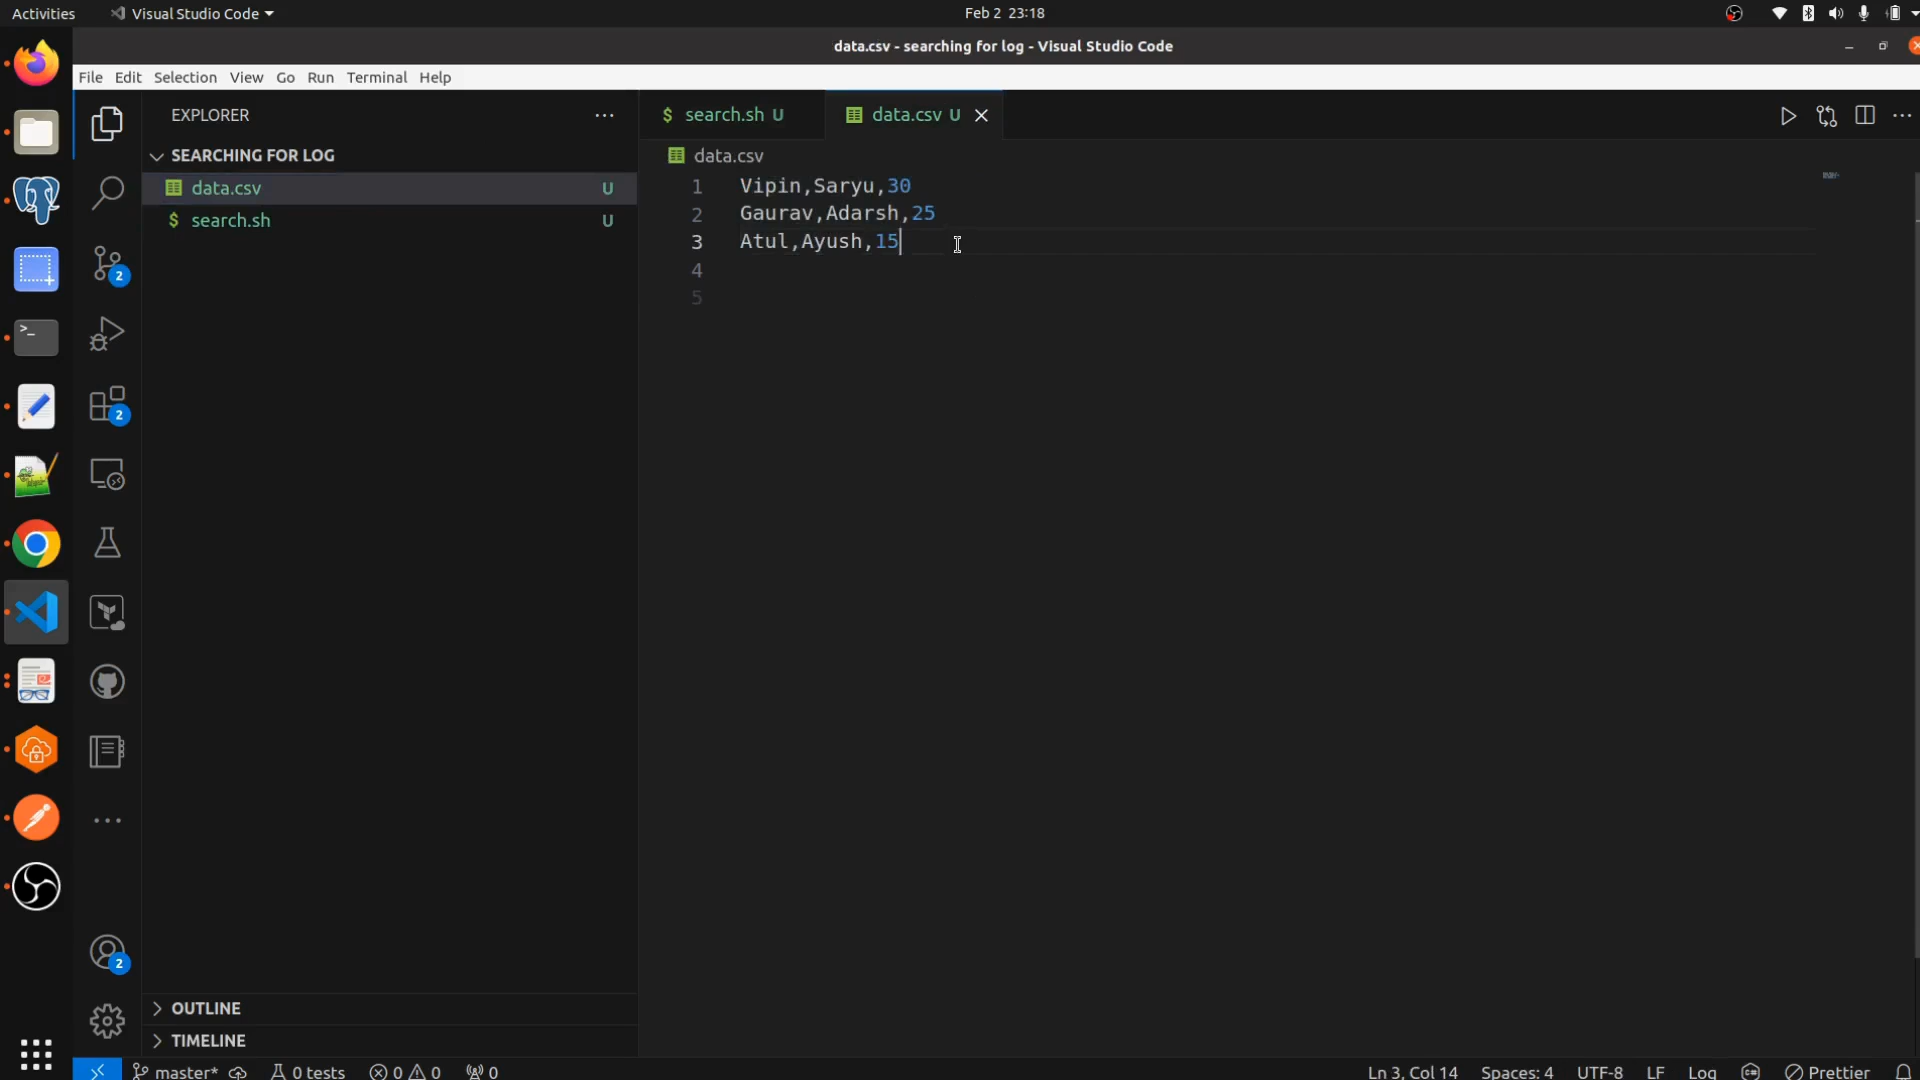 Activities
Visual Studio Code
Feb 2 23:18
data.csv - searching for log - Visual Studio Code
File Edit Selection View Go Run Terminal Help
EXPLORER
SEARCHING FOR LOG
data.csv U
$ search.sh U
2
2
2
OUTLINE
TIMELINE
$ search.sh U
data.csv U
data.csv
1 Vipin,Saryu,30
2 Gaurav,Adarsh,25
3 Atul,Ayush,15
4
5
master* 0 tests 0 0 0 Ln 3, Col 14 Spaces: 4 UTF-8 LF Log Prettier